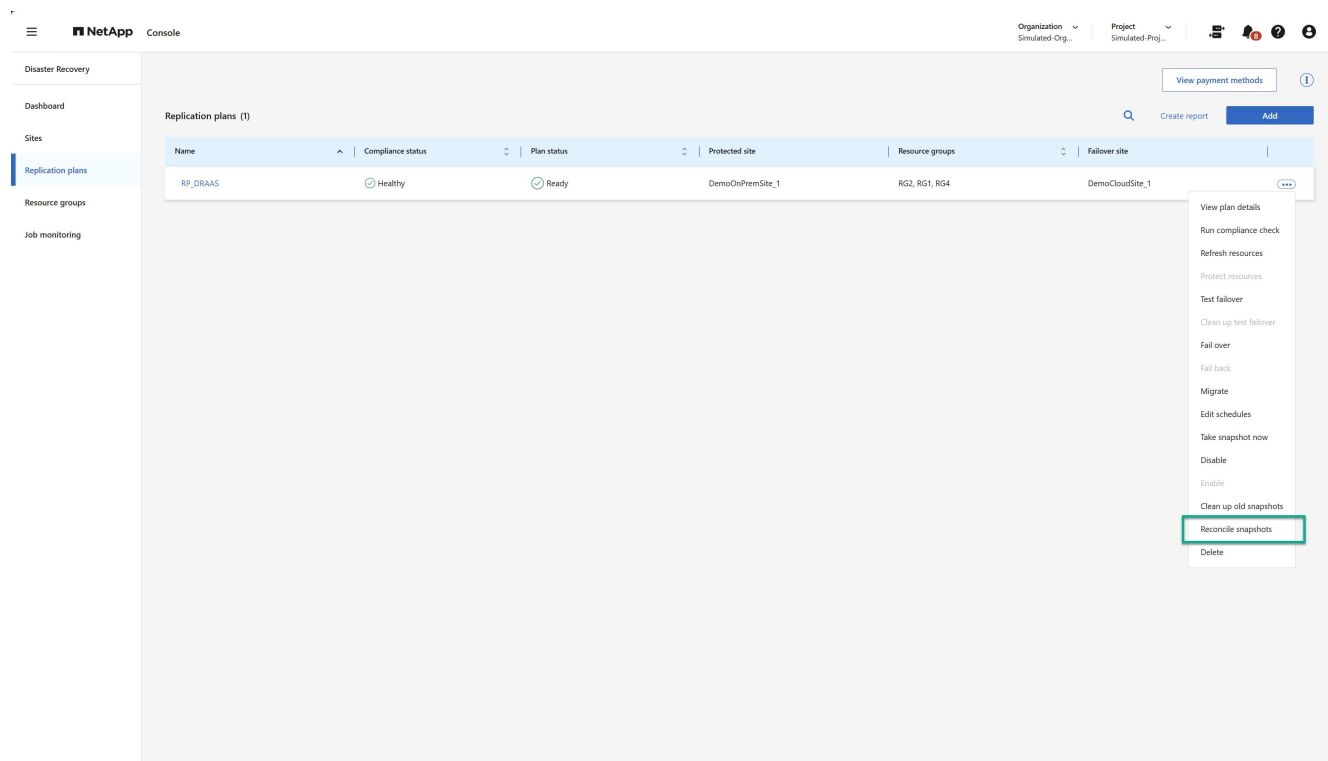 NetApp Console
Organization
Simulated-Org...
Project
Simulated-Proj...
8
Disaster Recovery
Dashboard
Sites
Replication plans
Resource groups
Job monitoring
View payment methods
Replication plans (1)
Create report
Add
Name Compliance status Plan status Protected site Resource groups Failover site
RP_DRAAS Healthy Ready DemoOnPremSite_1 RG2, RG1, RG4 DemoCloudSite_1
View plan details
Run compliance check
Refresh resources
Protect resources
Test failover
Clean up test failover
Fail over
Fail back
Migrate
Edit schedules
Take snapshot now
Disable
Enable
Clean up old snapshots
Reconcile snapshots
Delete